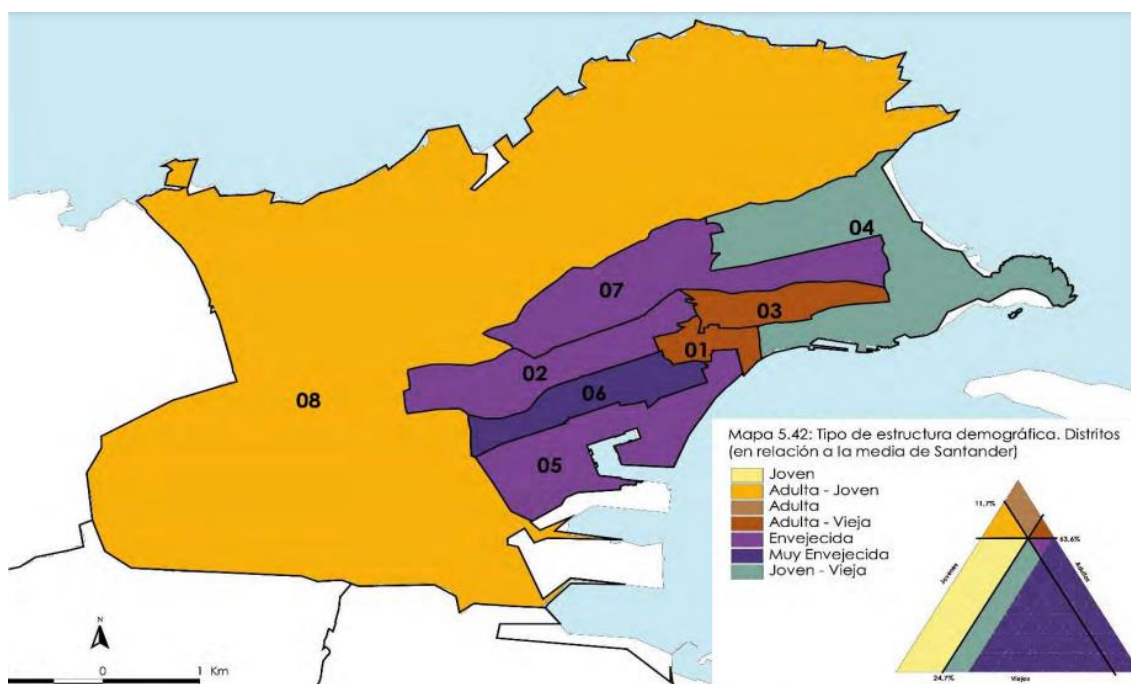 04
07
03
01
02
06
08
05
Mapa 5.42: Tipo de estructura demográfica. Distritos
(en relación a la media de Santander)
Joven
Adulta - Joven
Adulta
Adulta - Vieja
Envejecida
Muy Envejecida
Joven - Vieja
11.7%
63.6%
Jovenes
Adultos
24.7%
Viejos
N
0 1 Km